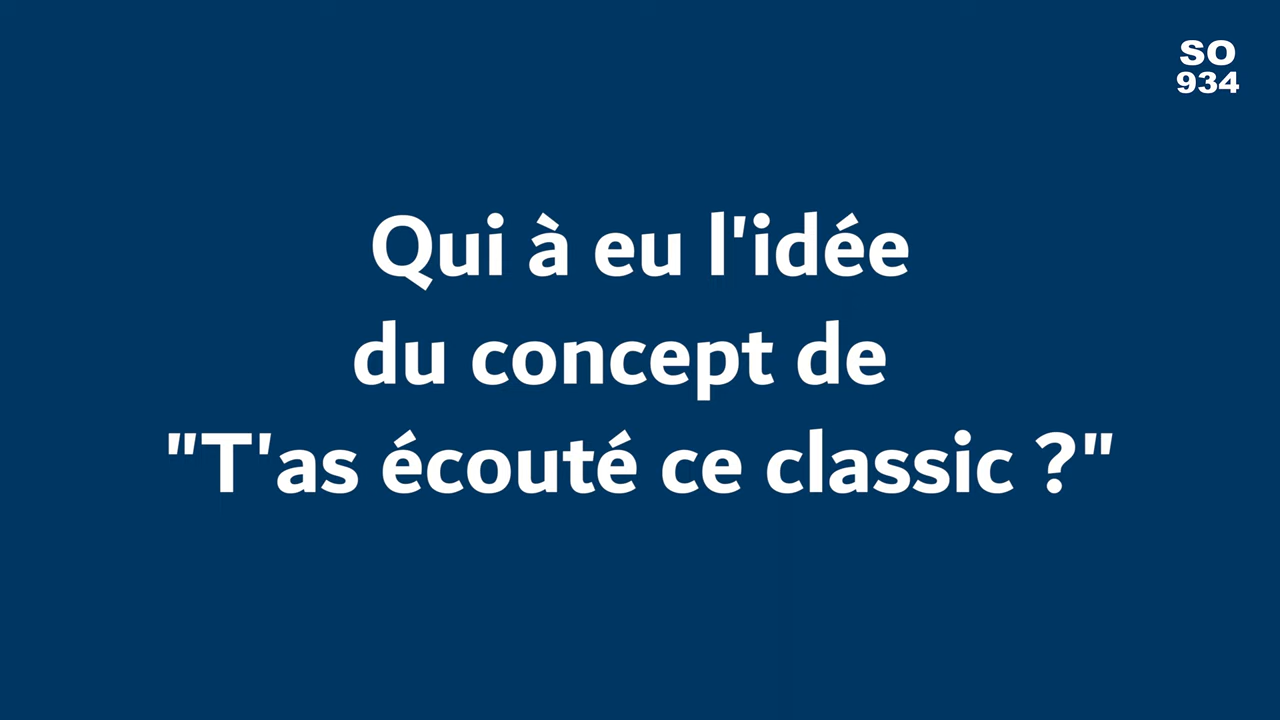 SO
934
Qui à eu l'idée
du concept de
"T'as écouté ce classic ?"